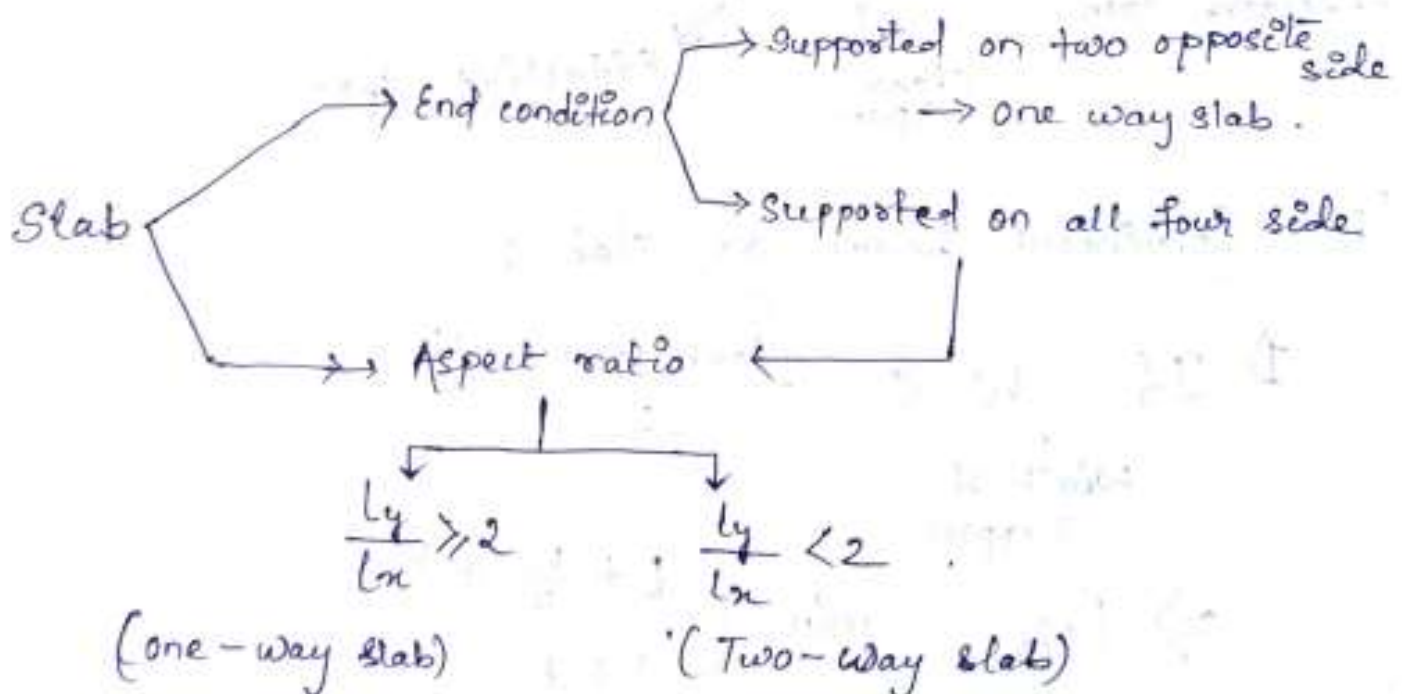 Supported on two opposite side
End condition
→ One way slab.
Slab
Supported on all four side
Aspect ratio
ly/lx ⩾ 2
ly/lx < 2
(one-way slab)
(Two-way slab)